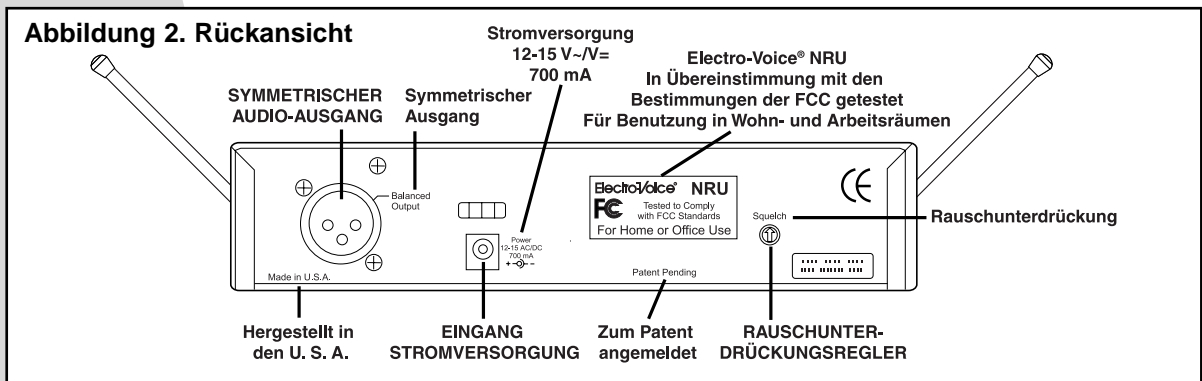 Abbildung 2. Rückansicht
Stromversorgung
12-15 V~/V=
700 mA
Electro-Voice® NRU
In Übereinstimmung mit den
Bestimmungen der FCC getestet
Für Benutzung in Wohn- und Arbeitsräumen
SYMMETRISCHER
AUDIO-AUSGANG
Symmetrischer
Ausgang
Balanced
Output
Power
12-15 AC/DC
700 mA
+ -
Electro-Voice® NRU
FC
Tested to Comply
with FCC Standards
For Home or Office Use
CE
Squelch
Rauschunterdrückung
Made in U.S.A.
Patent Pending
Hergestellt in
den U. S. A.
EINGANG
STROMVERSORGUNG
Zum Patent
angemeldet
RAUSCHUNTER-
DRÜCKUNGSREGLER